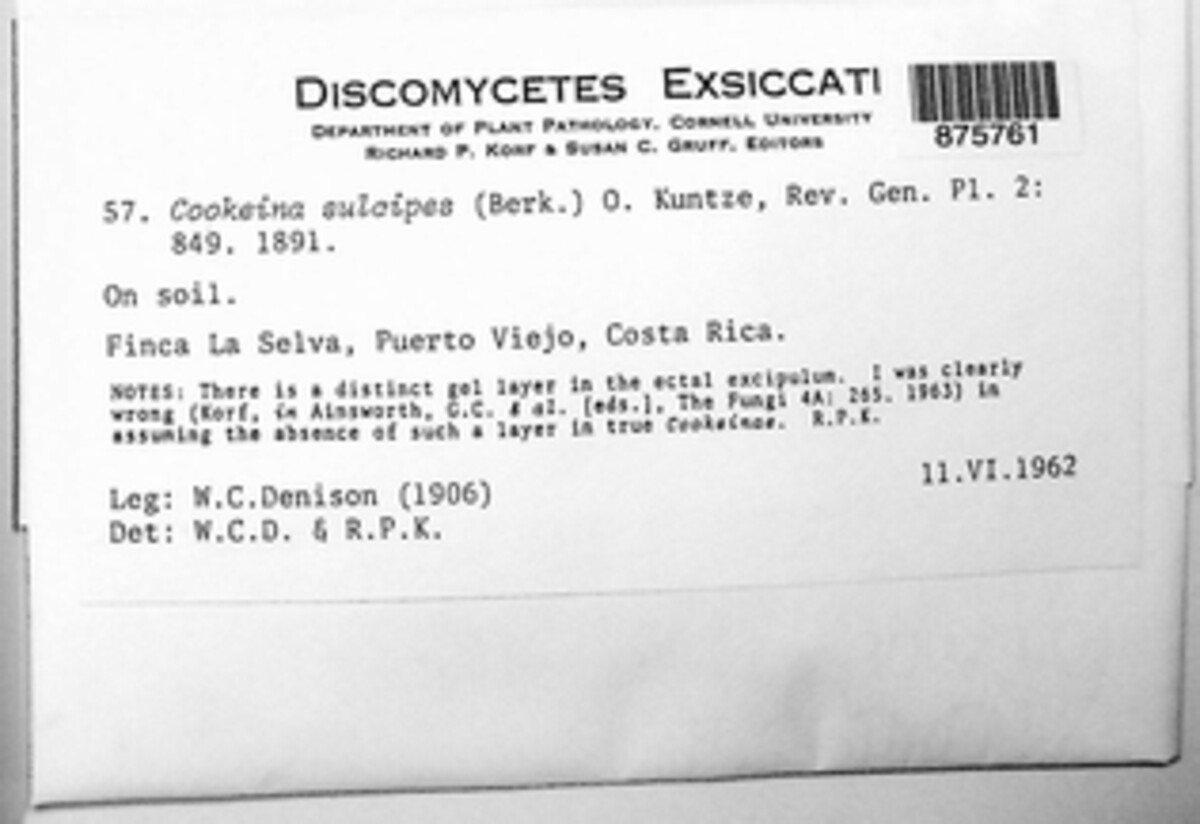 DISCOMYCETES EXSICCATI
DEPARTMENT OF PLANT PATHOLOGY, CORNELL UNIVERSITY
RICHARD P. KORF & SUSAN C. GRUFF, EDITORS
875761
57. Cookeina sulcipes (Berk.) O. Kuntze, Rev. Gen. Pl. 2:
849. 1891.
On soil.
Finca La Selva, Puerto Viejo, Costa Rica.
NOTES: There is a distinct gel layer in the ectal excipulum. I was clearly
wrong (Korf, in Ainsworth, G.C. & al. [eds.], The Fungi 4A: 265. 1963) in
assuming the absence of such a layer in true Cookeinae. R.P.K.
11.VI.1962
Leg: W.C.Denison (1906)
Det: W.C.D. & R.P.K.